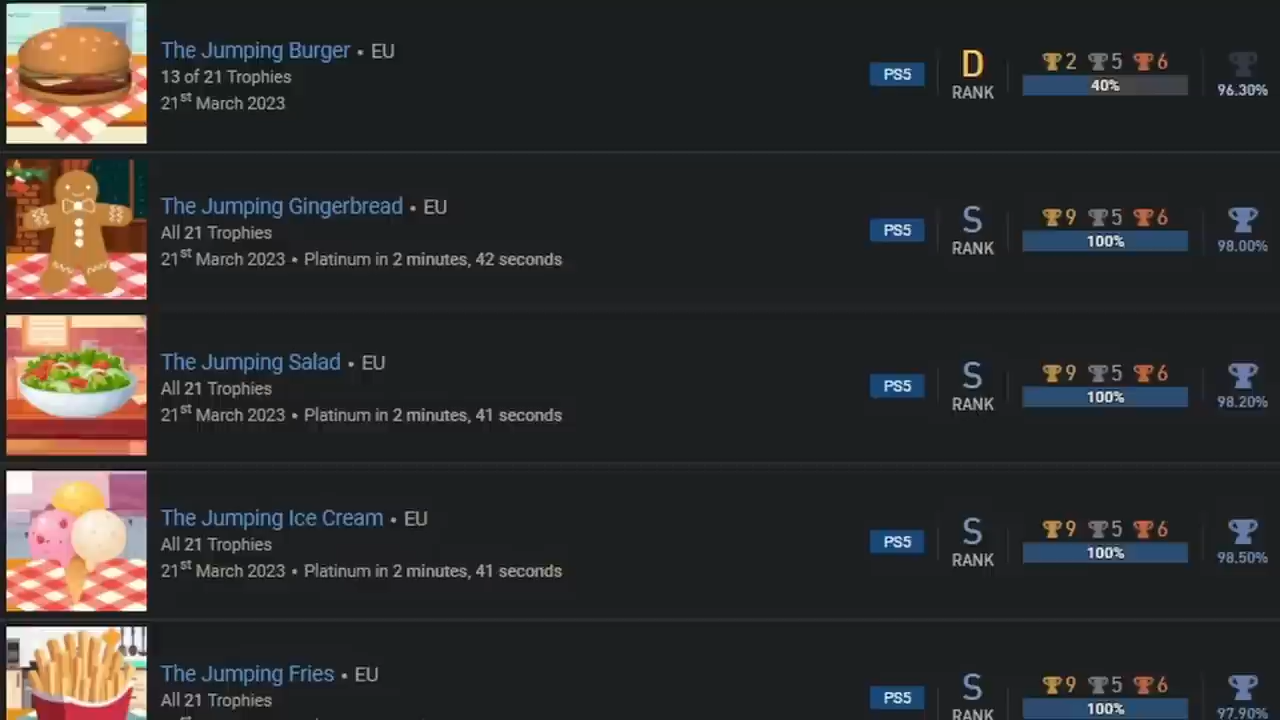 The Jumping Burger • EU
13 of 21 Trophies
21st March 2023
PS5
D
RANK
2 5 6
40%
96.30%
The Jumping Gingerbread • EU
All 21 Trophies
21st March 2023 • Platinum in 2 minutes, 42 seconds
PS5
S
RANK
9 5 6
100%
98.00%
The Jumping Salad • EU
All 21 Trophies
21st March 2023 • Platinum in 2 minutes, 41 seconds
PS5
S
RANK
9 5 6
100%
98.20%
The Jumping Ice Cream • EU
All 21 Trophies
21st March 2023 • Platinum in 2 minutes, 41 seconds
PS5
S
RANK
9 5 6
100%
98.50%
The Jumping Fries • EU
All 21 Trophies
PS5
S
RANK
9 5 6
100%
97.90%